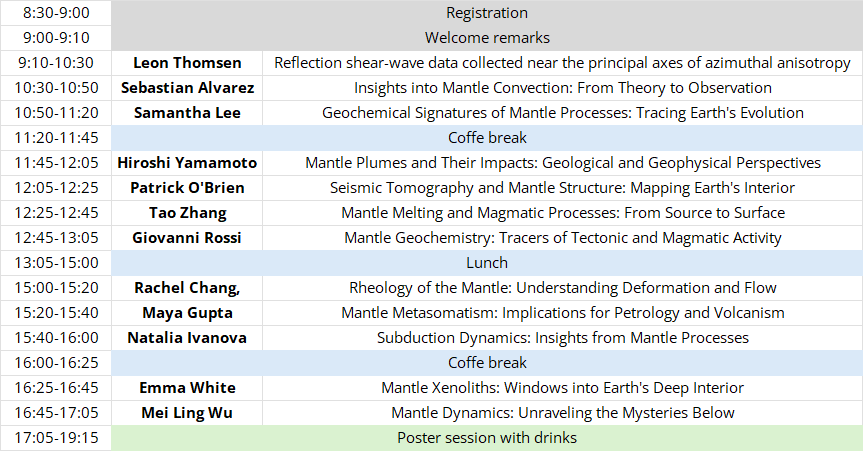 8:30-9:00 Registration
9:00-9:10 Welcome remarks
9:10-10:30 Leon Thomsen Reflection shear-wave data collected near the principal axes of azimuthal anisotropy
10:30-10:50 Sebastian Alvarez Insights into Mantle Convection: From Theory to Observation
10:50-11:20 Samantha Lee Geochemical Signatures of Mantle Processes: Tracing Earth's Evolution
11:20-11:45 Coffe break
11:45-12:05 Hiroshi Yamamoto Mantle Plumes and Their Impacts: Geological and Geophysical Perspectives
12:05-12:25 Patrick O'Brien Seismic Tomography and Mantle Structure: Mapping Earth's Interior
12:25-12:45 Tao Zhang Mantle Melting and Magmatic Processes: From Source to Surface
12:45-13:05 Giovanni Rossi Mantle Geochemistry: Tracers of Tectonic and Magmatic Activity
13:05-15:00 Lunch
15:00-15:20 Rachel Chang, Rheology of the Mantle: Understanding Deformation and Flow
15:20-15:40 Maya Gupta Mantle Metasomatism: Implications for Petrology and Volcanism
15:40-16:00 Natalia Ivanova Subduction Dynamics: Insights from Mantle Processes
16:00-16:25 Coffe break
16:25-16:45 Emma White Mantle Xenoliths: Windows into Earth's Deep Interior
16:45-17:05 Mei Ling Wu Mantle Dynamics: Unraveling the Mysteries Below
17:05-19:15 Poster session with drinks